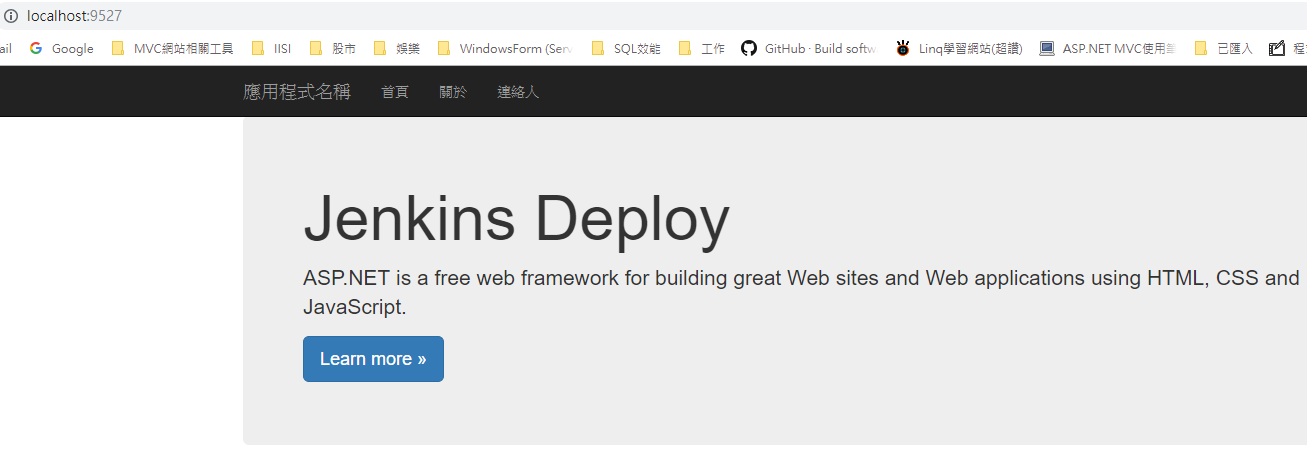 localhost:9527
ail Google MVC網站相關工具 IISI 股市 娛樂 WindowsForm (Serv SQL效能 工作 GitHub · Build softw Linq學習網站(超讚) ASP.NET MVC使用 已匯入
應用程式名稱 首頁 關於 連絡人
Jenkins Deploy
ASP.NET is a free web framework for building great Web sites and Web applications using HTML, CSS and
JavaScript.
Learn more »